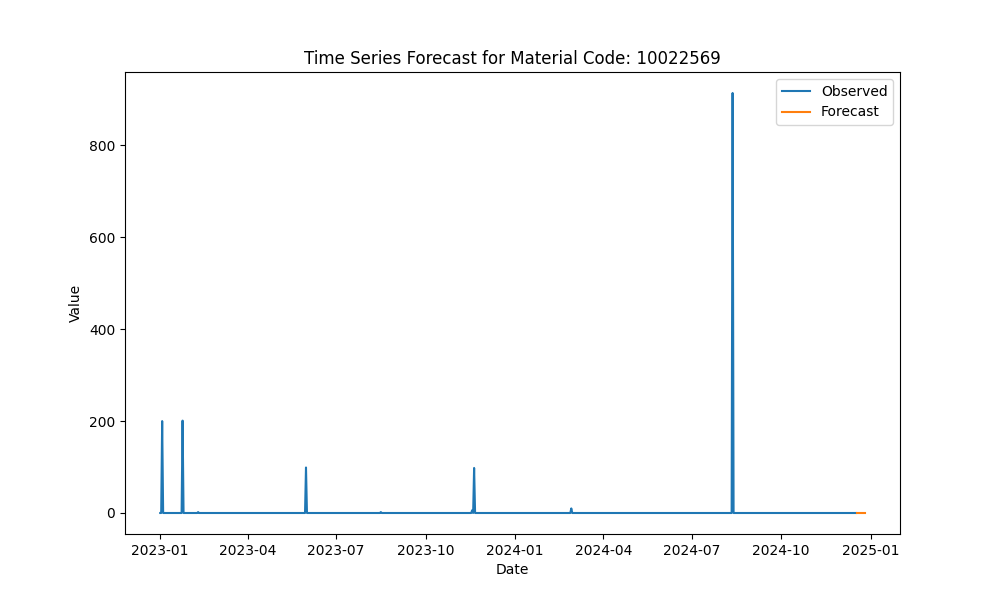 Time Series Forecast for Material Code: 10022569
Observed
Forecast
800
600
400
200
0
Value
2023-01 2023-04 2023-07 2023-10 2024-01 2024-04 2024-07 2024-10 2025-01
Date